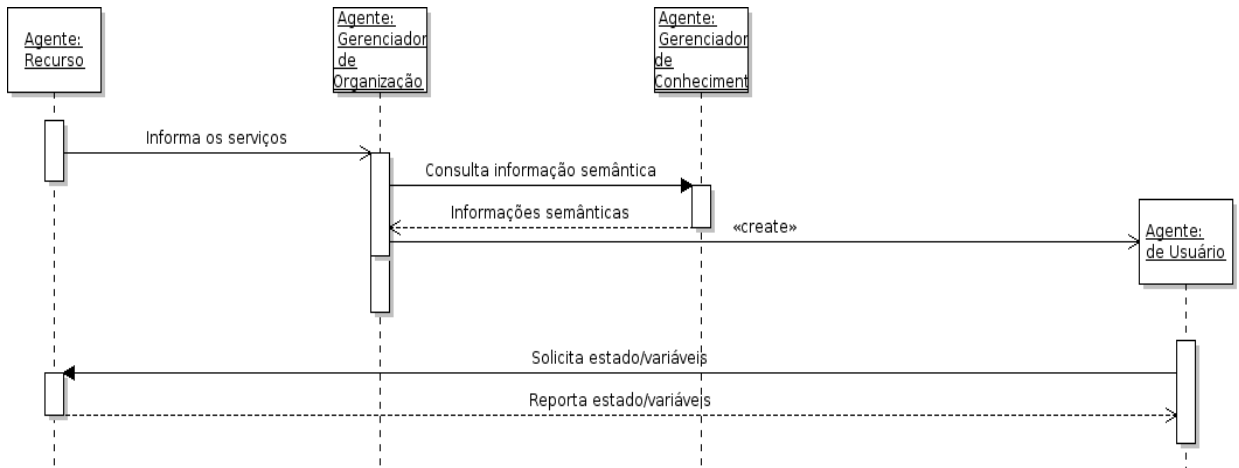 Agente:
Recurso
Agente:
Gerenciador
de
Organização
Agente:
Gerenciador
de
Conheciment
Informa os serviços
Consulta informação semântica
Informações semânticas
«create»
Agente:
de Usuário
Solicita estado/variáveis
Reporta estado/variáveis